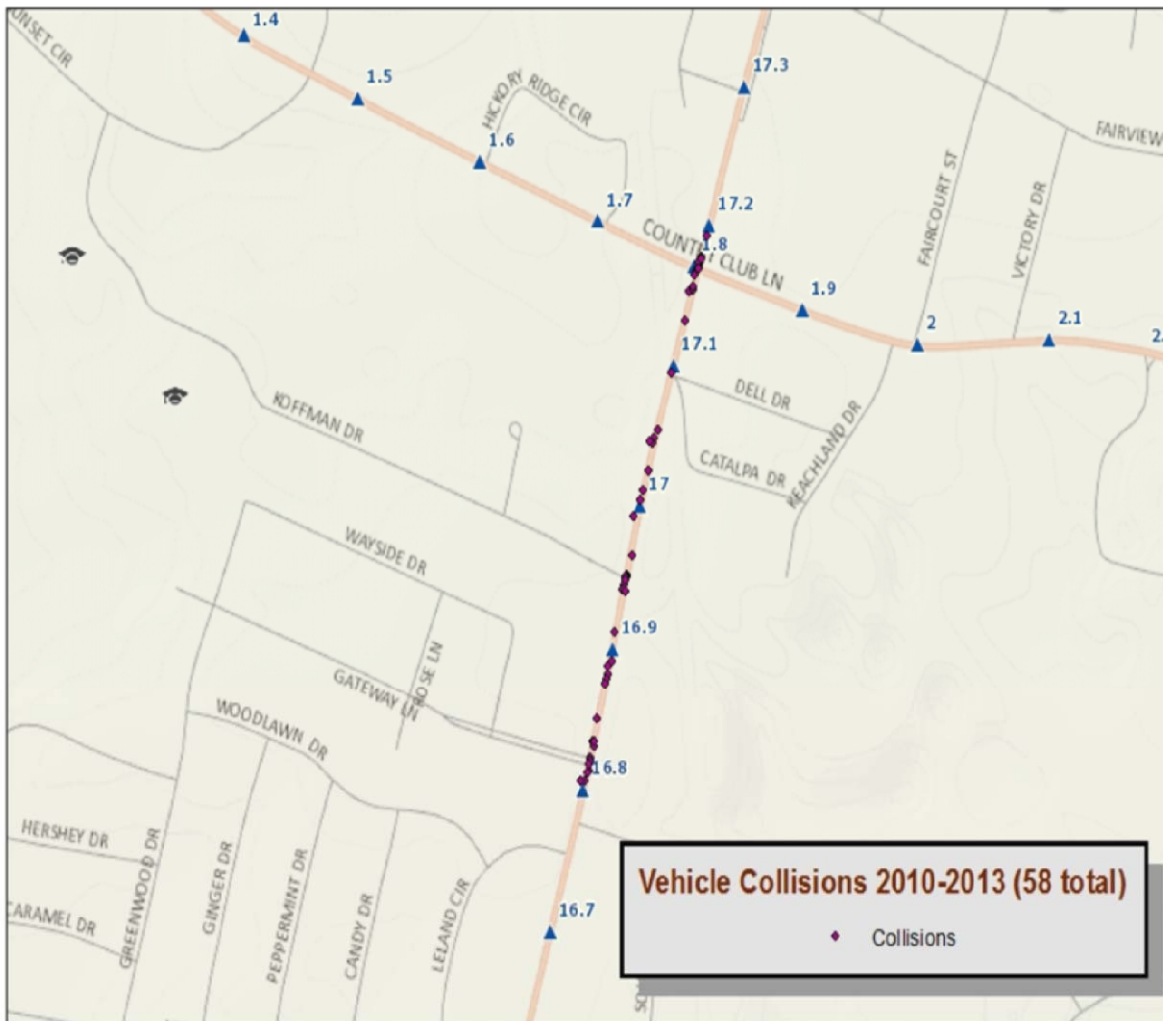 1.4
17.3
1.5
HICKORY RIDGE CIR
FAIRVIEW
1.6
FAIRCOURT ST
VICTORY DR
1.7
17.2
COUNTRY CLUB LN
1.8
1.9
2
2.1
17.1
DELL DR
KOFFMAN DR
CATALPA DR
KEACHLAND DR
17
WAYSIDE DR
16.9
ROSE LN
GATEWAY LN
WOODLAWN DR
16.8
HERSHEY DR
GREENWOOD DR
GINGER DR
PEPPERMINT DR
CANDY DR
LELAND CIR
CARAMEL DR
16.7
Vehicle Collisions 2010-2013 (58 total)
Collisions